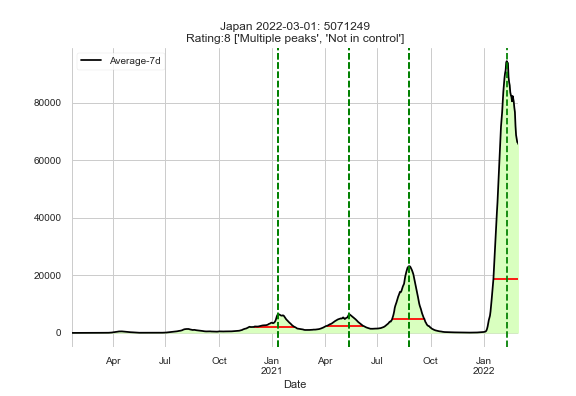 Japan 2022-03-01: 5071249
Rating:8 ['Multiple peaks', 'Not in control']
Average-7d
80000
60000
40000
20000
0
Apr Jul Oct Jan Apr Jul Oct Jan
2021 2022
Date